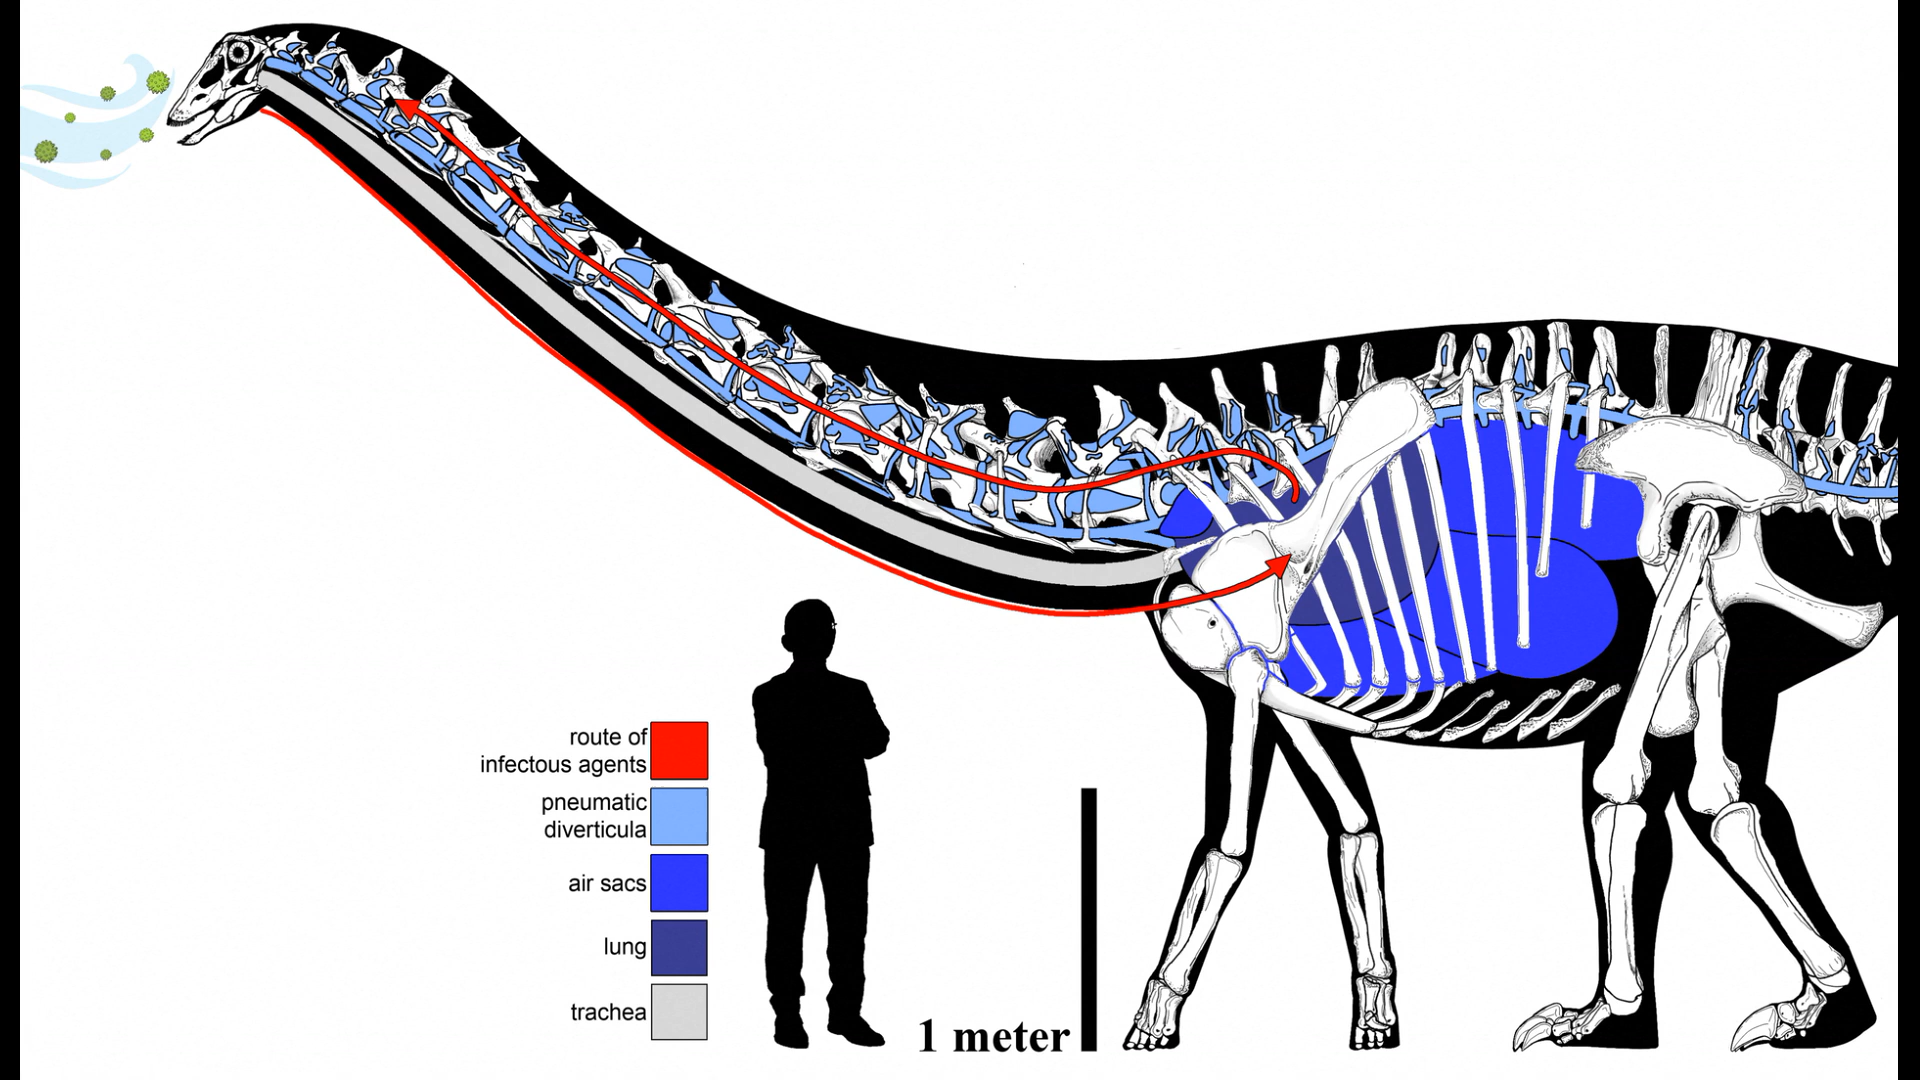 route of
infectous agents
pneumatic
diverticula
air sacs
lung
trachea
1 meter